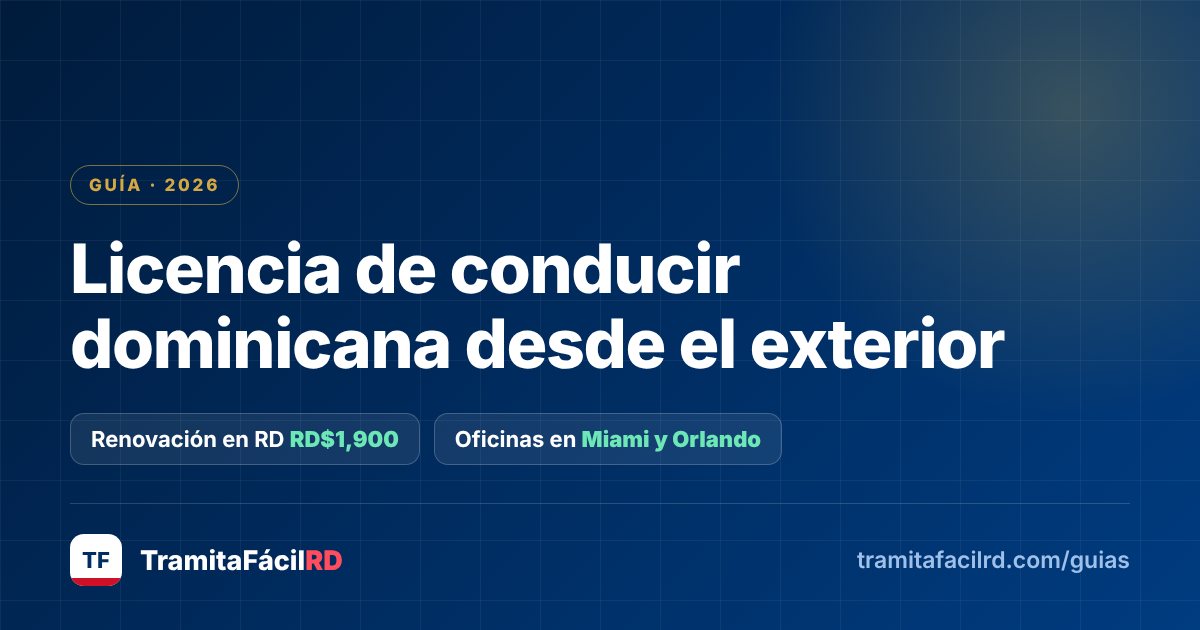 GUÍA · 2026
Licencia de conducir
dominicana desde el exterior
Renovación en RD RD$1,900
Oficinas en Miami y Orlando
TF
TramitaFácilRD
tramitafacilrd.com/guias